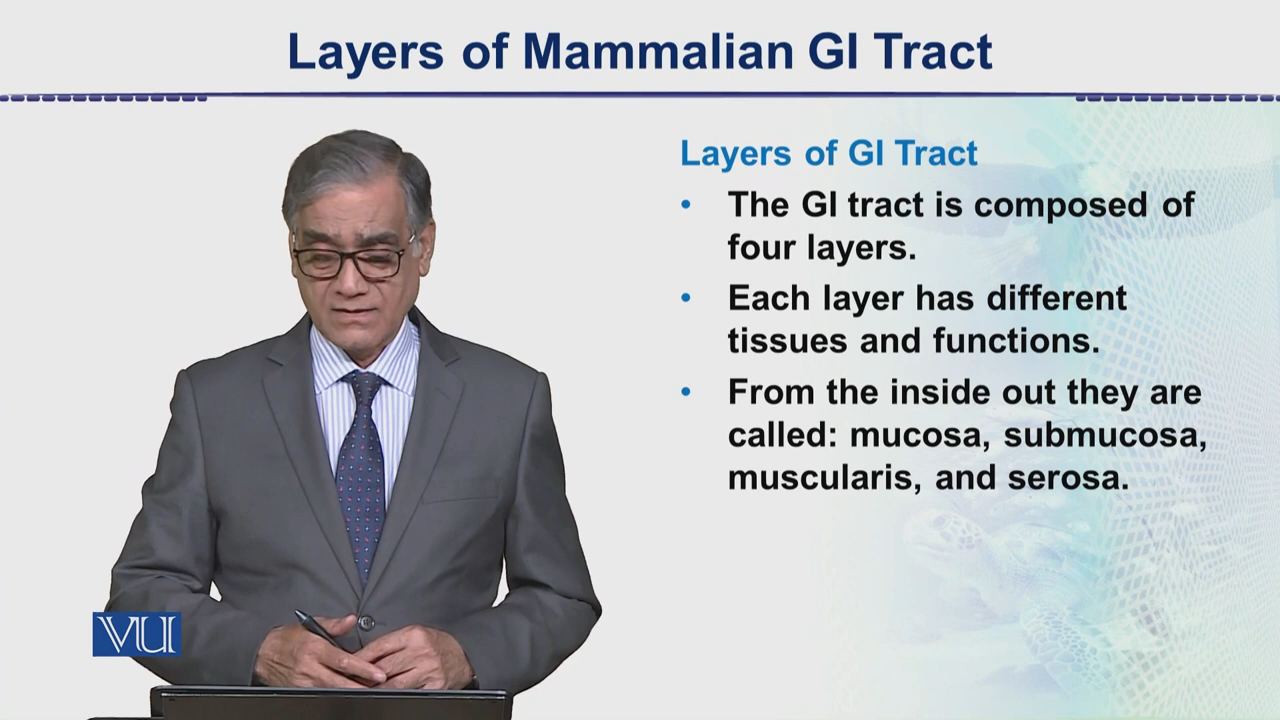 Layers of Mammalian GI Tract
Layers of GI Tract
• The GI tract is composed of
four layers.
• Each layer has different
tissues and functions.
• From the inside out they are
called: mucosa, submucosa,
muscularis, and serosa.
VU